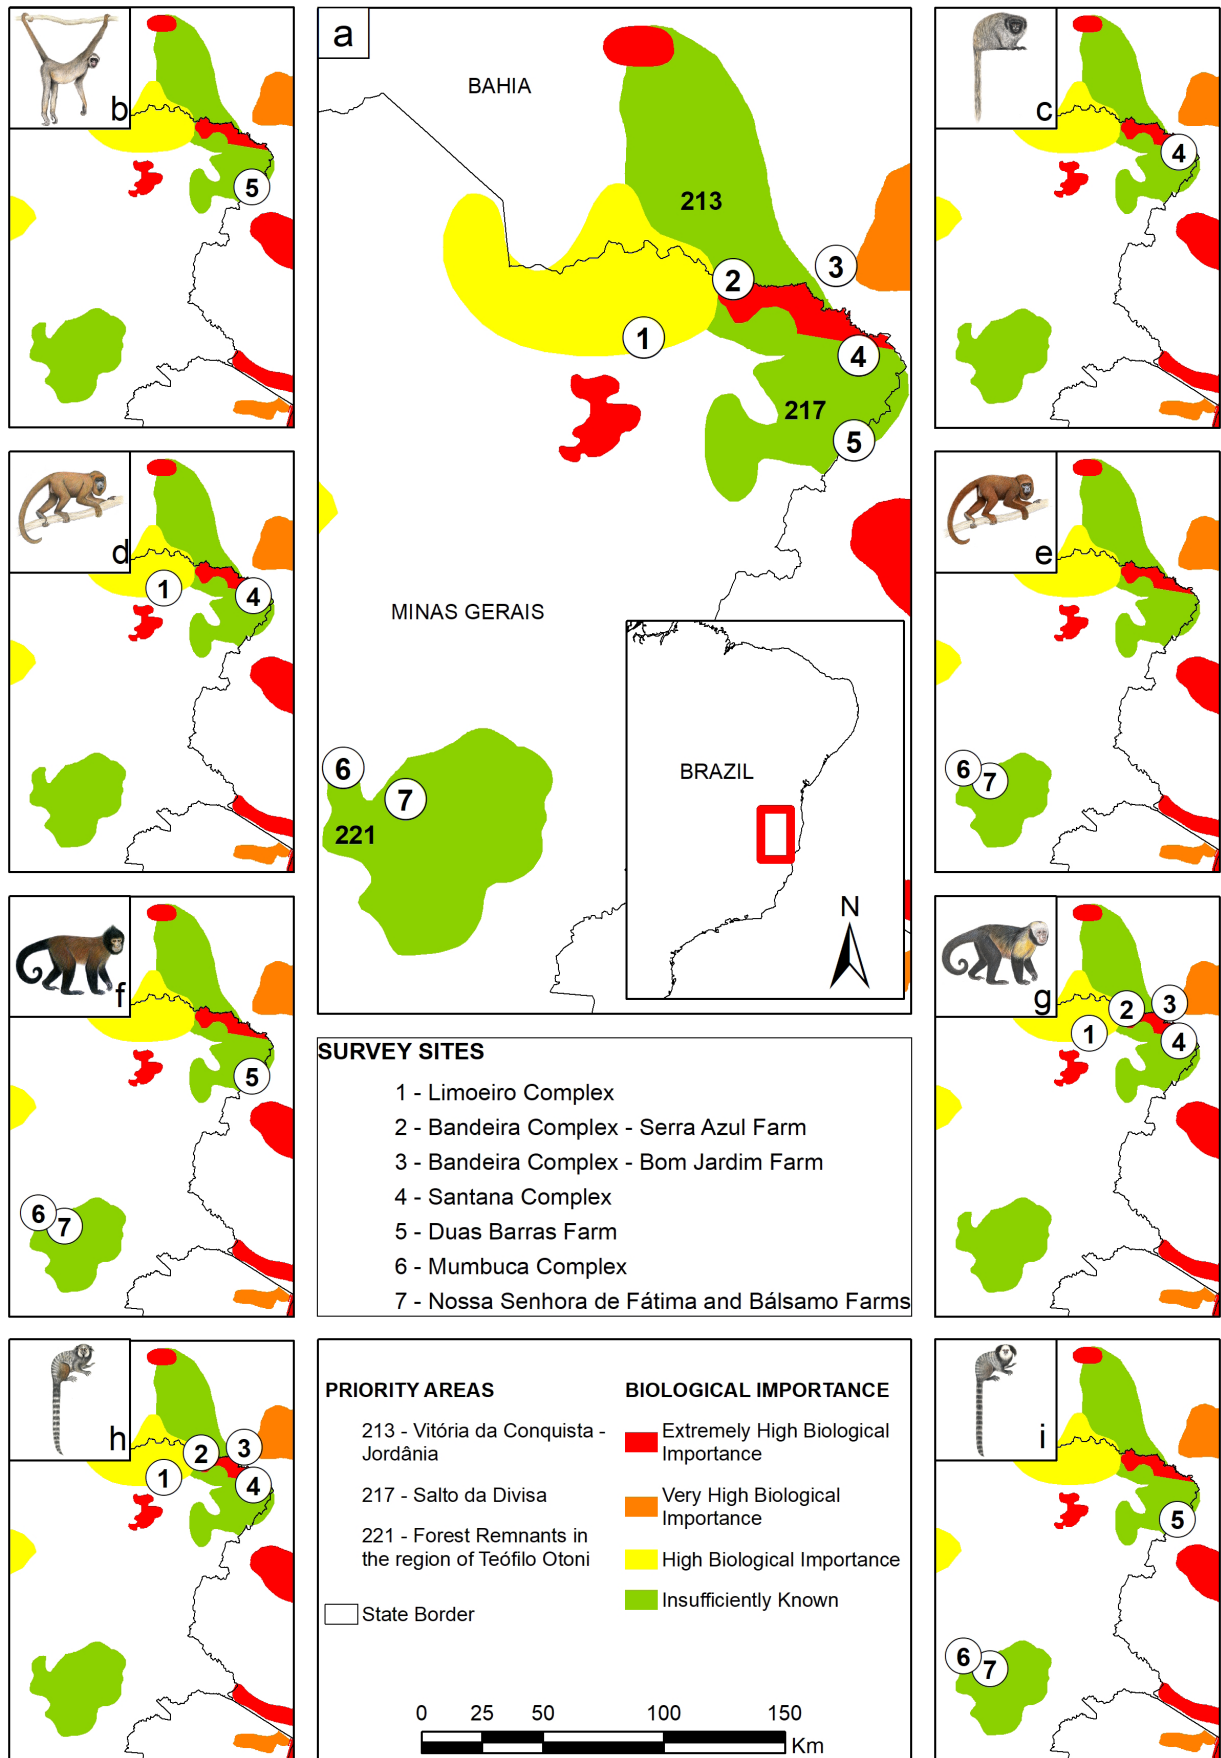 a
BAHIA
213
3
2
1
4
217
5
MINAS GERAIS
BRAZIL
6
7
221
N
b
5
c
4
d
1
4
e
6
7
f
5
6
7
g
2
3
1
4
h
2
3
1
4
i
5
6
7
SURVEY SITES
1 - Limoeiro Complex
2 - Bandeira Complex - Serra Azul Farm
3 - Bandeira Complex - Bom Jardim Farm
4 - Santana Complex
5 - Duas Barras Farm
6 - Mumbuca Complex
7 - Nossa Senhora de Fátima and Bálsamo Farms
PRIORITY AREAS
213 - Vitória da Conquista -
Jordânia
217 - Salto da Divisa
221 - Forest Remnants in
the region of Teófilo Otoni
State Border
BIOLOGICAL IMPORTANCE
Extremely High Biological
Importance
Very High Biological
Importance
High Biological Importance
Insufficiently Known
0 25 50 100 150
Km